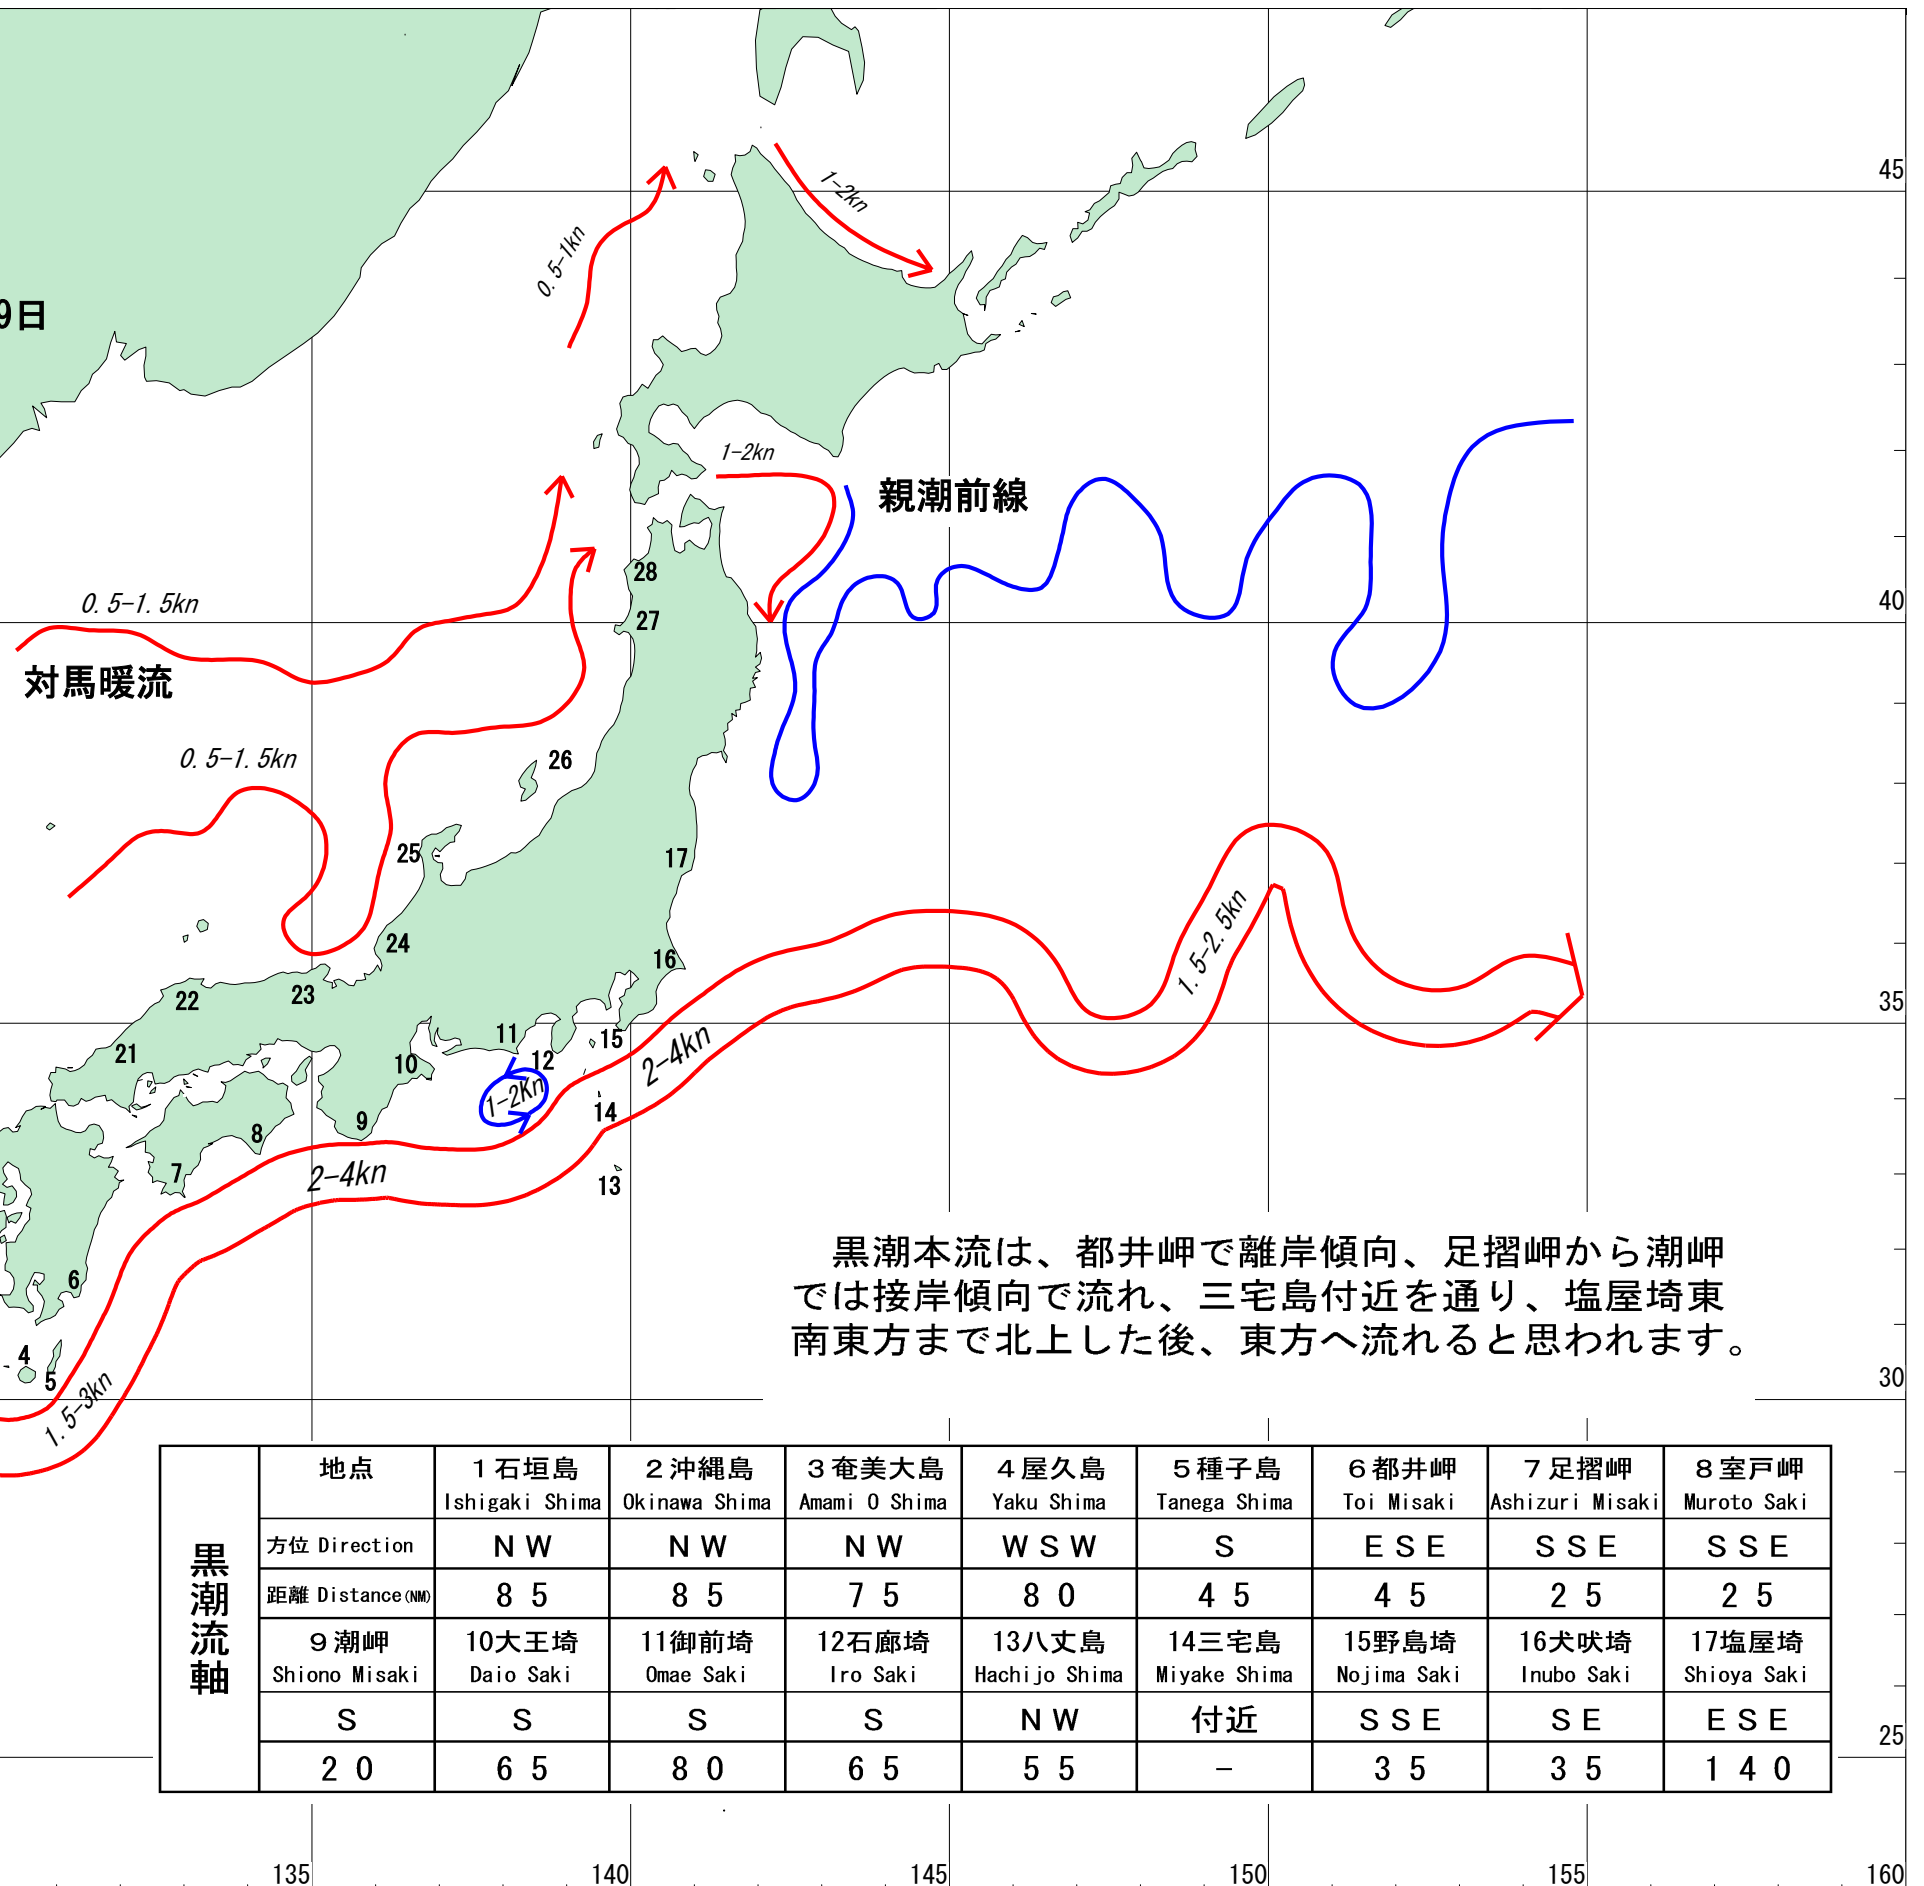 45
1-2kn
0.5-1kn
9日
1-2kn
親潮前線
28
40
0.5-1.5kn
27
対馬暖流
0.5-1.5kn
26
25
17
1.5-2.5kn
24
16
22
23
35
11
15
21
12
10
2-4kn
1-2Kn
14
9
8
7
2-4kn
13
黒潮本流は、都井岬で離岸傾向、足摺岬から潮岬
では接岸傾向で流れ、三宅島付近を通り、塩屋埼東
南東方まで北上した後、東方へ流れると思われます。
6
4
5
1.5-3kn
30
黒潮流軸
地点 1石垣島 2沖縄島 3奄美大島 4屋久島 5種子島 6都井岬 7足摺岬 8室戸岬
Ishigaki Shima Okinawa Shima Amami O Shima Yaku Shima Tanega Shima Toi Misaki Ashizuri Misaki Muroto Saki
方位 Direction NW NW NW WSW S ESE SSE SSE
距離 Distance(NM) 85 85 75 80 45 45 25 25
9潮岬 10大王埼 11御前埼 12石廊埼 13八丈島 14三宅島 15野島埼 16犬吠埼 17塩屋埼
Shiono Misaki Daio Saki Omae Saki Iro Saki Hachijo Shima Miyake Shima Nojima Saki Inubo Saki Shioya Saki
S S S S NW 付近 SSE SE ESE
20 65 80 65 55 - 35 35 140
25
135 140 145 150 155 160